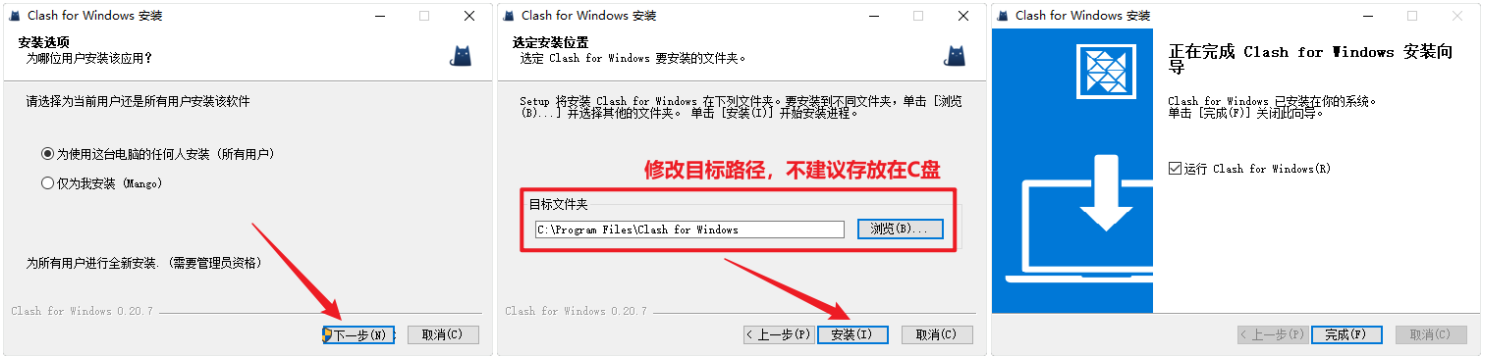 Clash for Windows 安装
安装选项
为哪位用户安装该应用？
请选择为当前用户还是所有用户安装该软件
为使用这台电脑的任何人安装 (所有用户)
仅为我安装 (Mango)
为所有用户进行全新安装. (需要管理员资格)
Clash for Windows 0.20.7
下一步(N)
取消(C)
Clash for Windows 安装
选定安装位置
选定 Clash for Windows 要安装的文件夹。
Setup 将安装 Clash for Windows 在下列文件夹。要安装到不同文件夹，单击 [浏览
(B)...] 并选择其他的文件夹。 单击 [安装(I)] 开始安装进程。
修改目标路径，不建议存放在C盘
目标文件夹
C:\Program Files\Clash for Windows
浏览(B)...
Clash for Windows 0.20.7
< 上一步(P)
安装(I)
取消(C)
Clash for Windows 安装
正在完成 Clash for Windows 安装向
导
Clash for Windows 已安装在你的系统。
单击 [完成(F)] 关闭此向导。
运行 Clash for Windows(R)
< 上一步(P)
完成(F)
取消(C)